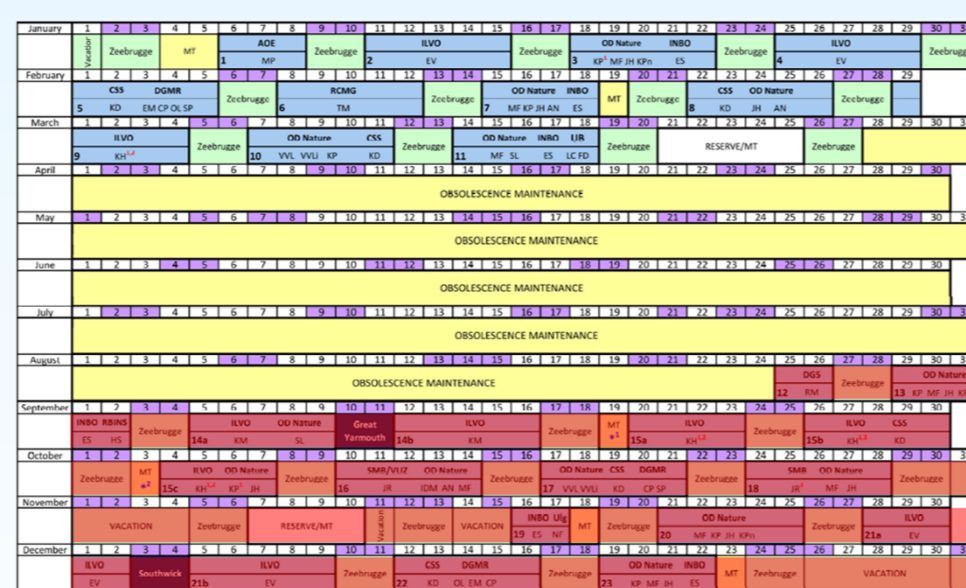 January 1 2 3 4 5 6 7 8 9 10 11 12 13 14 15 16 17 18 19 20 21 22 23 24 25 26 27 28 29 30
Vacation Zeebrugge MT AOE Zeebrugge ILVO Zeebrugge OD Nature INBO Zeebrugge ILVO Zeebrugge
1 MP 2 EV 3 KP¹ MF JH KPn ES 4 EV
February 1 2 3 4 5 6 7 8 9 10 11 12 13 14 15 16 17 18 19 20 21 22 23 24 25 26 27 28 29
CSS DGMR Zeebrugge RCMG Zeebrugge OD Nature INBO MT Zeebrugge CSS OD Nature Zeebrugge
5 KD EM CP OL SP 6 TM 7 MF KP JH AN ES 8 KD JH AN
March 1 2 3 4 5 6 7 8 9 10 11 12 13 14 15 16 17 18 19 20 21 22 23 24 25 26 27 28 29 30
ILVO Zeebrugge OD Nature CSS Zeebrugge OD Nature INBO UB Zeebrugge RESERVE/MT Zeebrugge
9 KH¹,² 10 VVL VVLi KP KD 11 MF SL ES LC FD
April 1 2 3 4 5 6 7 8 9 10 11 12 13 14 15 16 17 18 19 20 21 22 23 24 25 26 27 28 29 30
OBSOLESCENCE MAINTENANCE
May 1 2 3 4 5 6 7 8 9 10 11 12 13 14 15 16 17 18 19 20 21 22 23 24 25 26 27 28 29 30
OBSOLESCENCE MAINTENANCE
June 1 2 3 4 5 6 7 8 9 10 11 12 13 14 15 16 17 18 19 20 21 22 23 24 25 26 27 28 29 30
OBSOLESCENCE MAINTENANCE
July 1 2 3 4 5 6 7 8 9 10 11 12 13 14 15 16 17 18 19 20 21 22 23 24 25 26 27 28 29 30
OBSOLESCENCE MAINTENANCE
August 1 2 3 4 5 6 7 8 9 10 11 12 13 14 15 16 17 18 19 20 21 22 23 24 25 26 27 28 29 30
OBSOLESCENCE MAINTENANCE DGS Zeebrugge OD Nature
12 RM 13 KP MF JH
September 1 2 3 4 5 6 7 8 9 10 11 12 13 14 15 16 17 18 19 20 21 22 23 24 25 26 27 28 29 30
INBO RBINS Zeebrugge ILVO OD Nature Great Yarmouth ILVO Zeebrugge MT *¹ ILVO Zeebrugge ILVO CSS
ES HS 14a KM SL 14b KM 15a KH¹,² 15b KH¹,² KD
October 1 2 3 4 5 6 7 8 9 10 11 12 13 14 15 16 17 18 19 20 21 22 23 24 25 26 27 28 29 30
Zeebrugge MT *² ILVO OD Nature Zeebrugge SMB/VLIZ OD Nature Zeebrugge OD Nature CSS DGMR Zeebrugge SMB OD Nature Zeebrugge
15c KH¹,² KP¹ JH 16 JR IDM AN MF 17 VVL VVLi KD CP SP 18 JR MF JH
November 1 2 3 4 5 6 7 8 9 10 11 12 13 14 15 16 17 18 19 20 21 22 23 24 25 26 27 28 29 30
VACATION Zeebrugge RESERVE/MT Vacation Zeebrugge VACATION INBO Ulg MT Zeebrugge OD Nature Zeebrugge ILVO
19 ES NT 20 MF KP JH KPn 21a EV
December 1 2 3 4 5 6 7 8 9 10 11 12 13 14 15 16 17 18 19 20 21 22 23 24 25 26 27 28 29 30
ILVO Southwick ILVO Zeebrugge CSS DGMR Zeebrugge OD Nature INBO MT Zeebrugge VACATION
EV 21b EV 22 KD OL EM CP 23 KP MF JH ES